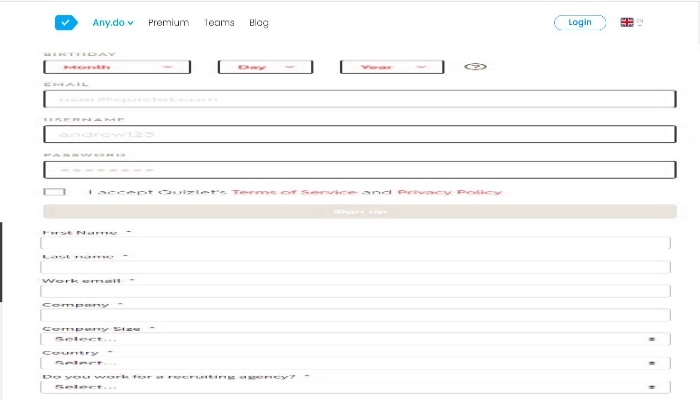 Any.do Premium Teams Blog Login EN
BIRTHDAY
Month Day Year ?
EMAIL
user@quizlet.com
USERNAME
andrew123
PASSWORD
••••••••
I accept Quizlet's Terms of Service and Privacy Policy
Sign up
First Name *
Last name *
Work email *
Company *
Company Size *
Select...
Country *
Select...
Do you work for a recruiting agency? *
Select...